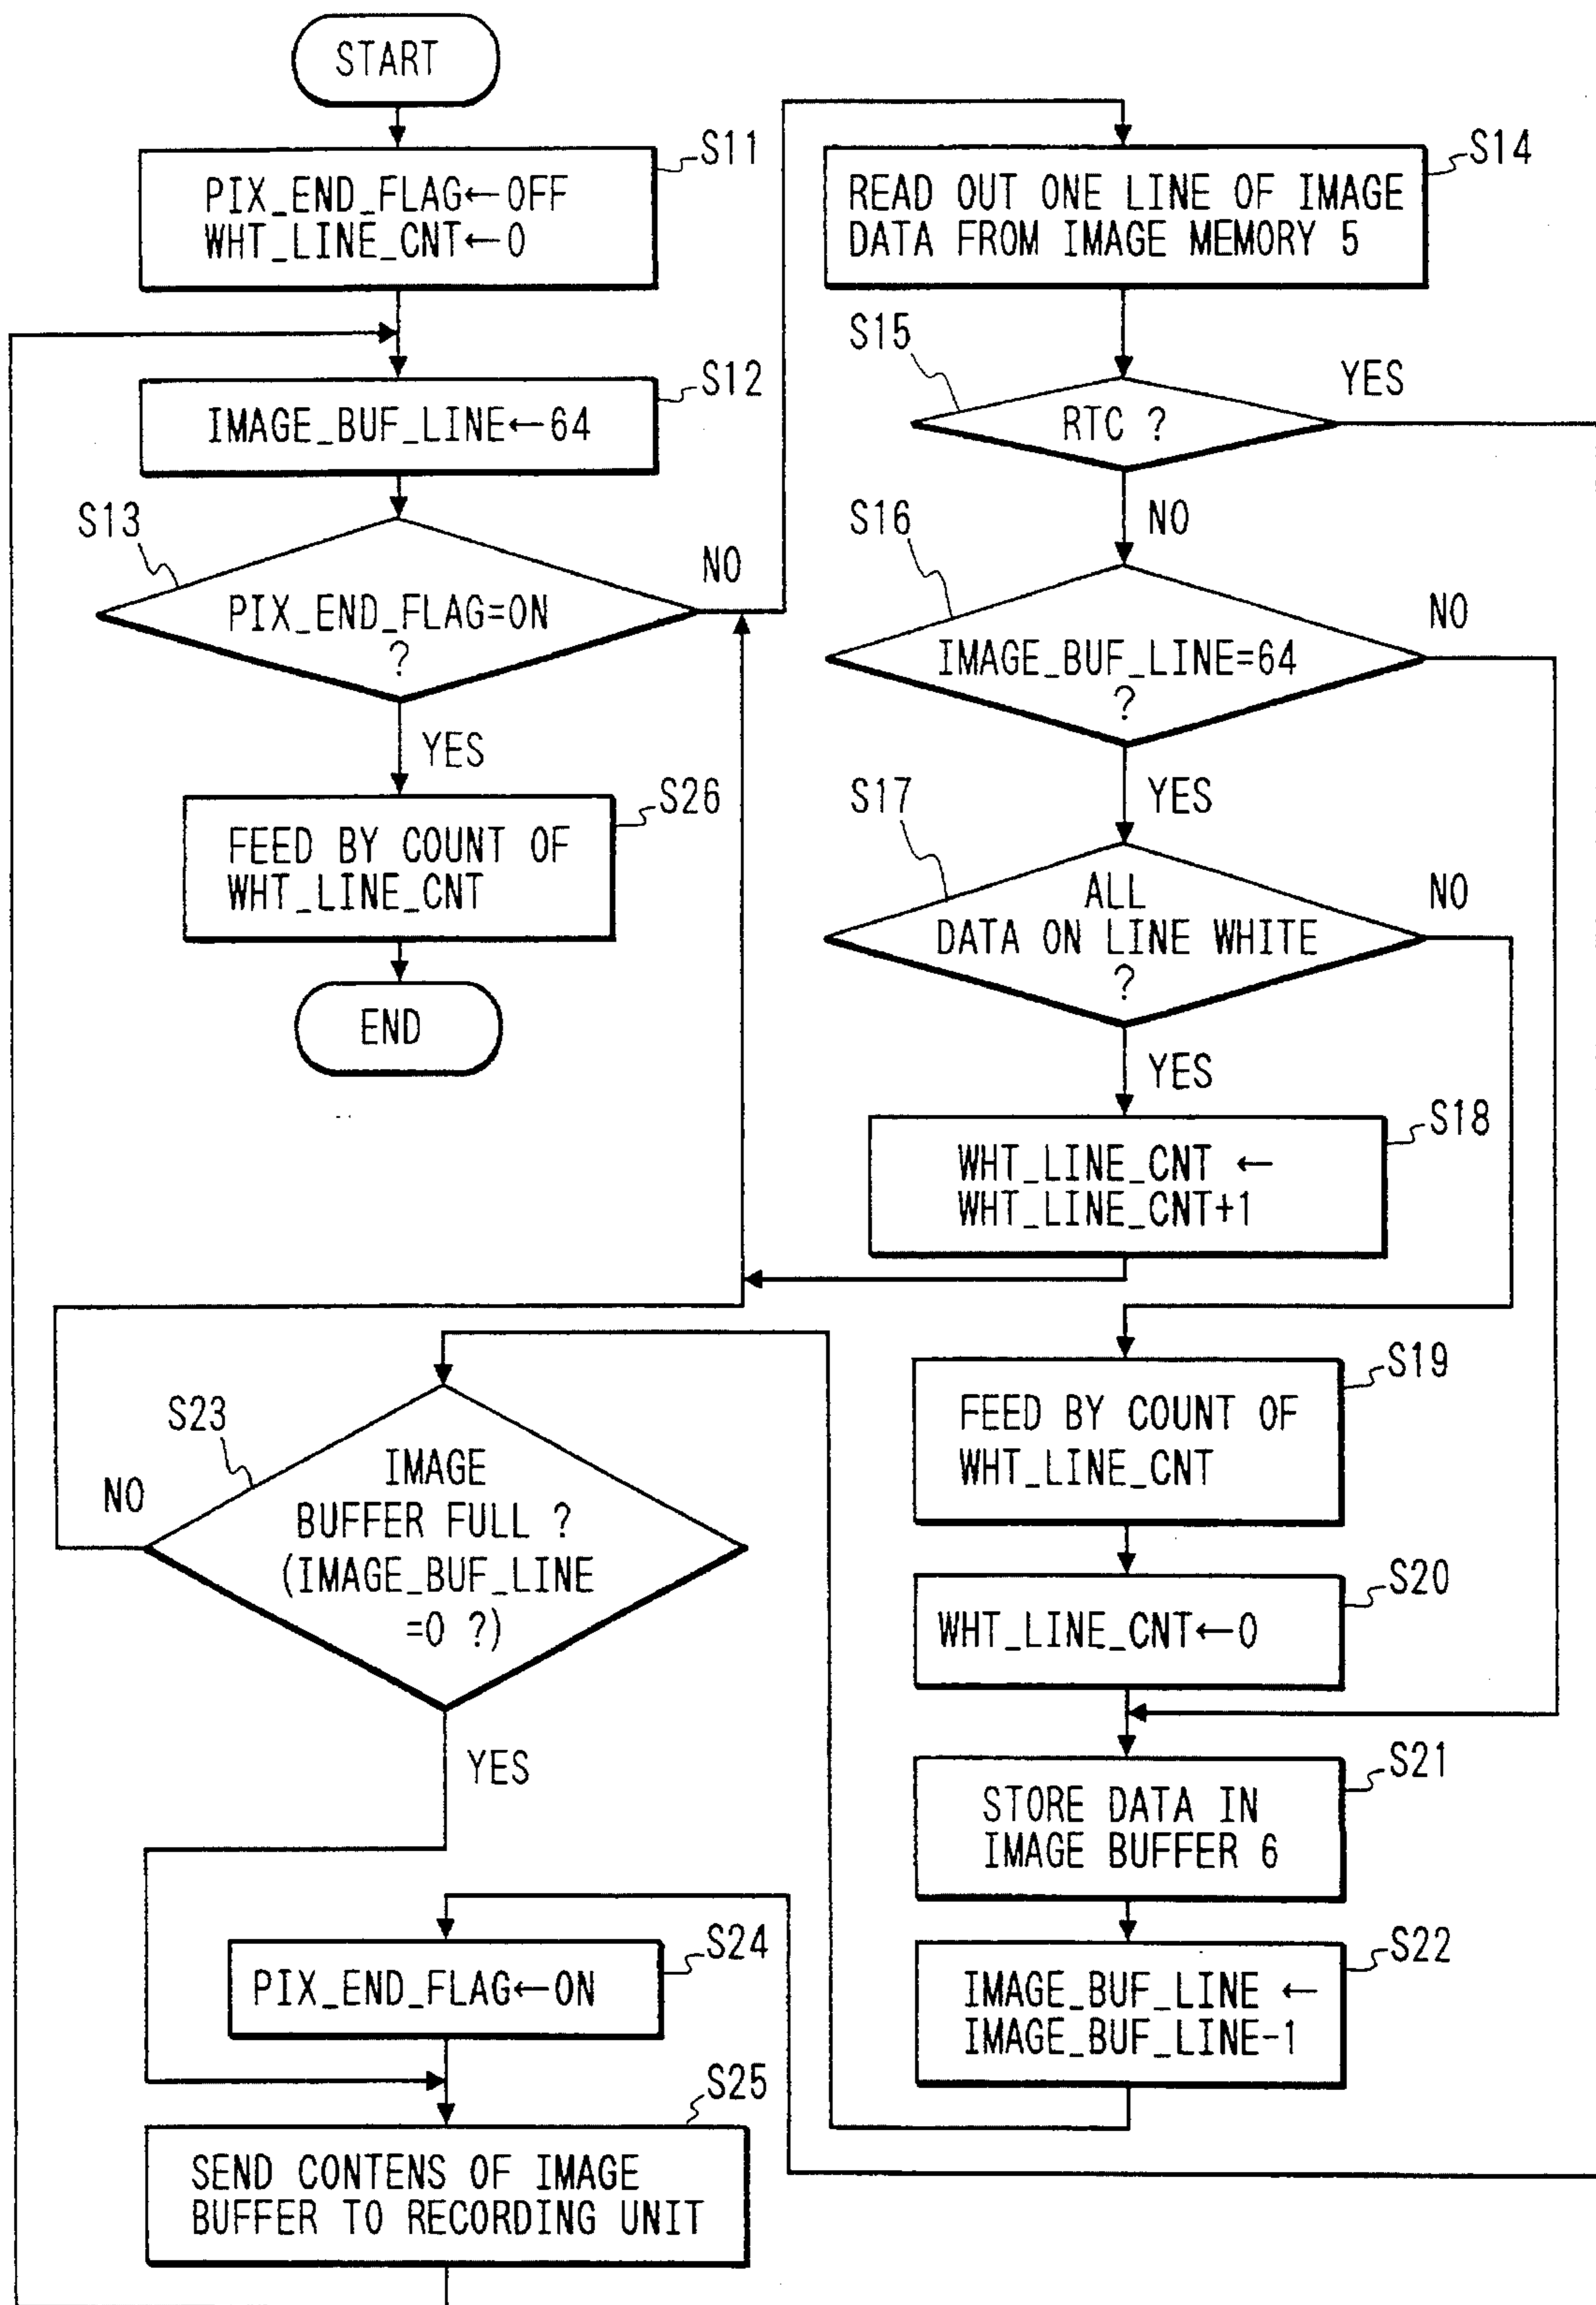 START
S11
PIX_END_FLAG←OFF
WHT_LINE_CNT←0
S12
IMAGE_BUF_LINE←64
S13
PIX_END_FLAG=ON
?
NO
YES
S26
FEED BY COUNT OF
WHT_LINE_CNT
END
S14
READ OUT ONE LINE OF IMAGE
DATA FROM IMAGE MEMORY 5
S15
RTC ?
YES
NO
S16
IMAGE_BUF_LINE=64
?
NO
YES
S17
ALL
DATA ON LINE WHITE
?
NO
YES
S18
WHT_LINE_CNT ←
WHT_LINE_CNT+1
S19
FEED BY COUNT OF
WHT_LINE_CNT
S20
WHT_LINE_CNT←0
S21
STORE DATA IN
IMAGE BUFFER 6
S22
IMAGE_BUF_LINE ←
IMAGE_BUF_LINE-1
S23
IMAGE
BUFFER FULL ?
(IMAGE_BUF_LINE
=0 ?)
NO
YES
S24
PIX_END_FLAG←ON
S25
SEND CONTENS OF IMAGE
BUFFER TO RECORDING UNIT